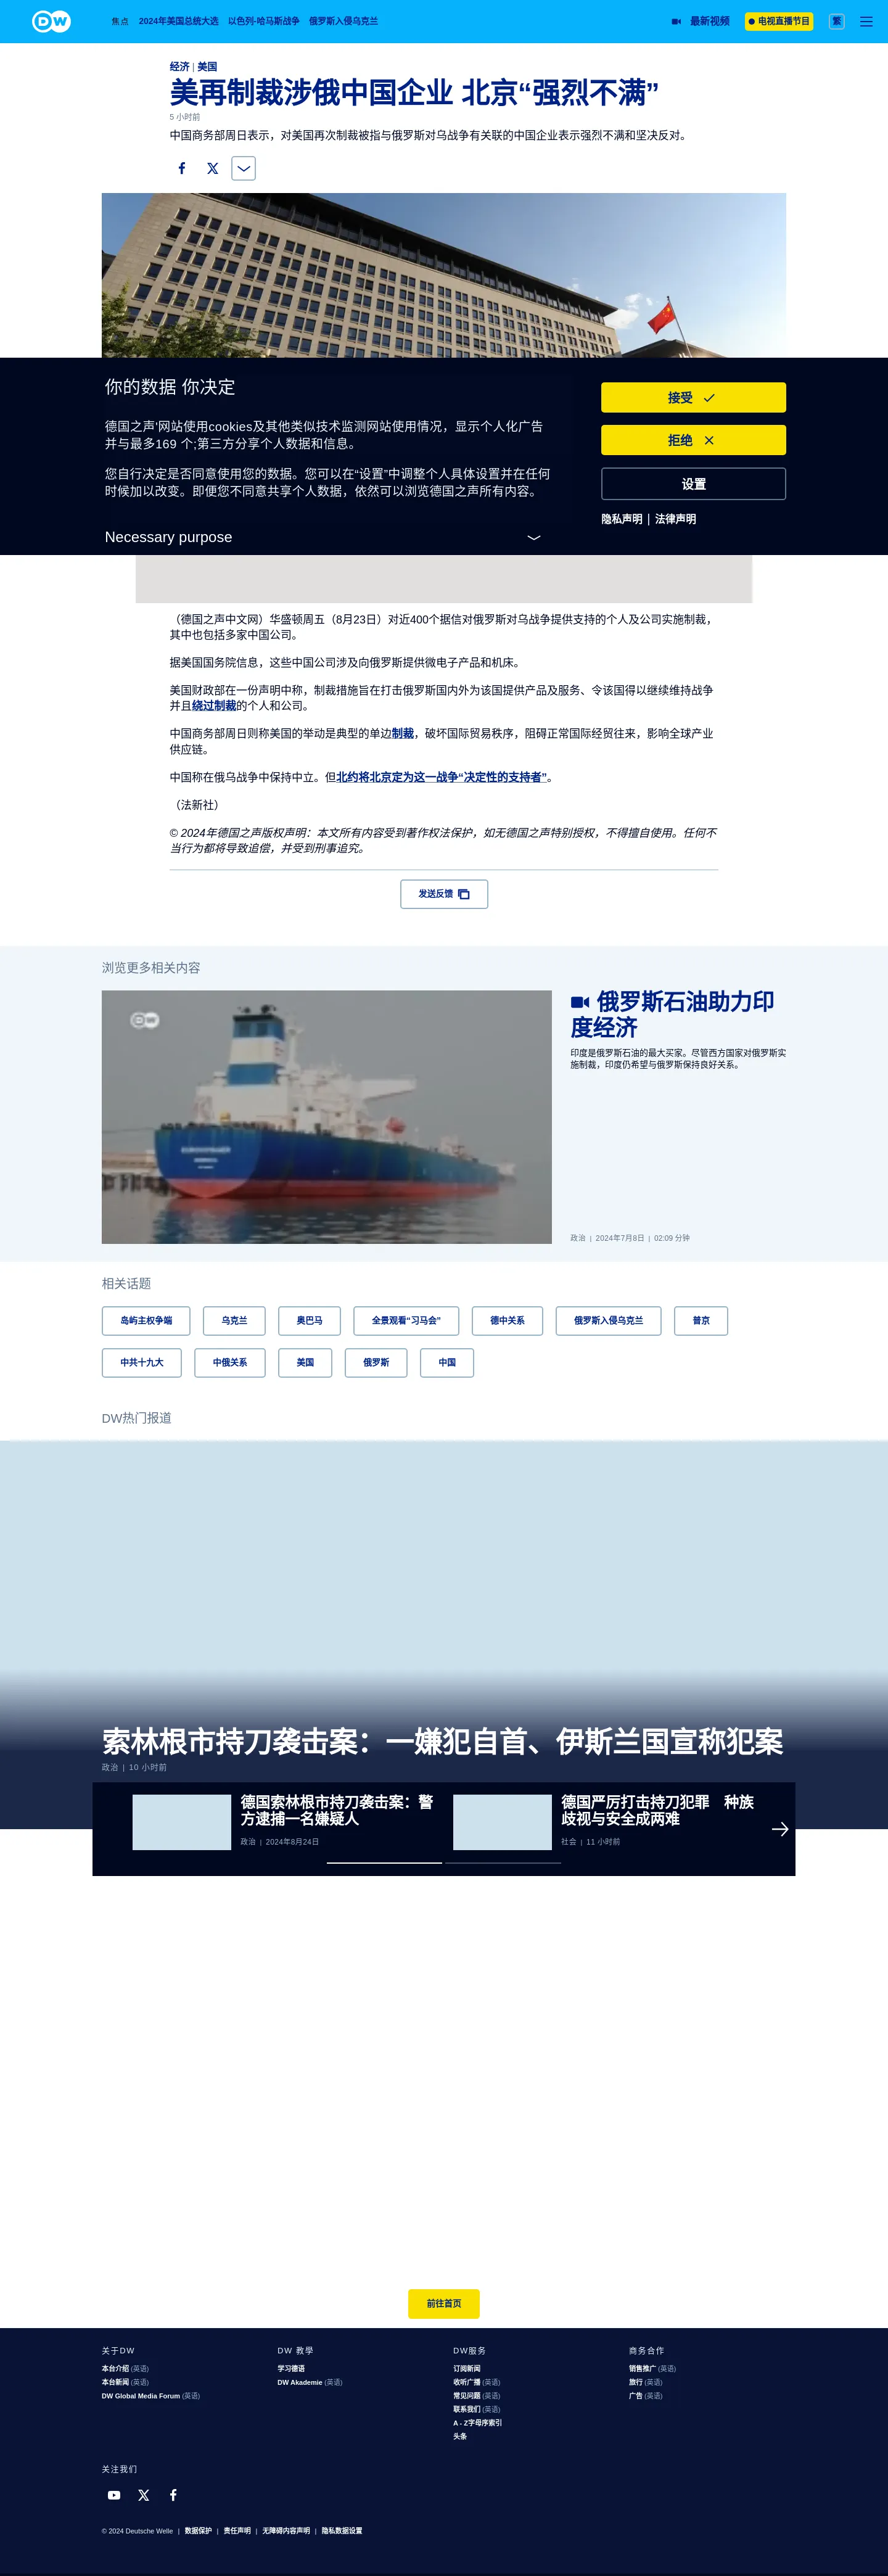 DW
焦点 2024年美国总统大选 以色列-哈马斯战争 俄罗斯入侵乌克兰 最新视频 电视直播节目 繁
经济 | 美国
美再制裁涉俄中国企业 北京“强烈不满”
5 小时前
中国商务部周日表示，对美国再次制裁被指与俄罗斯对乌战争有关联的中国企业表示强烈不满和坚决反对。
你的数据 你决定
德国之声'网站使用cookies及其他类似技术监测网站使用情况，显示个人化广告
并与最多169 个;第三方分享个人数据和信息。
您自行决定是否同意使用您的数据。您可以在“设置”中调整个人具体设置并在任何
时候加以改变。即便您不同意共享个人数据，依然可以浏览德国之声所有内容。
Necessary purpose
接受
拒绝
设置
隐私声明 | 法律声明
（德国之声中文网）华盛顿周五（8月23日）对近400个据信对俄罗斯对乌战争提供支持的个人及公司实施制裁，
其中也包括多家中国公司。
据美国国务院信息，这些中国公司涉及向俄罗斯提供微电子产品和机床。
美国财政部在一份声明中称，制裁措施旨在打击俄罗斯国内外为该国提供产品及服务、令该国得以继续维持战争
并且绕过制裁的个人和公司。
中国商务部周日则称美国的举动是典型的单边制裁，破坏国际贸易秩序，阻碍正常国际经贸往来，影响全球产业
供应链。
中国称在俄乌战争中保持中立。但北约将北京定为这一战争“决定性的支持者”。
（法新社）
© 2024年德国之声版权声明：本文所有内容受到著作权法保护，如无德国之声特别授权，不得擅自使用。任何不
当行为都将导致追偿，并受到刑事追究。
发送反馈
浏览更多相关内容
DW
俄罗斯石油助力印
度经济
印度是俄罗斯石油的最大买家。尽管西方国家对俄罗斯实
施制裁，印度仍希望与俄罗斯保持良好关系。
政治 | 2024年7月8日 | 02:09 分钟
相关话题
岛屿主权争端 乌克兰 奥巴马 全景观看“习马会” 德中关系 俄罗斯入侵乌克兰 普京
中共十九大 中俄关系 美国 俄罗斯 中国
DW热门报道
索林根市持刀袭击案：一嫌犯自首、伊斯兰国宣称犯案
政治 | 10 小时前
德国索林根市持刀袭击案：警
方逮捕一名嫌疑人
政治 | 2024年8月24日
德国严厉打击持刀犯罪　种族
歧视与安全成两难
社会 | 11 小时前
前往首页
关于DW
本台介绍 (英语)
本台新闻 (英语)
DW Global Media Forum (英语)
DW 教學
学习德语
DW Akademie (英语)
DW服务
订阅新闻
收听广播 (英语)
常见问题 (英语)
联系我们 (英语)
A - Z字母序索引
头条
商务合作
销售推广 (英语)
旅行 (英语)
广告 (英语)
关注我们
© 2024 Deutsche Welle | 数据保护 | 责任声明 | 无障碍内容声明 | 隐私数据设置